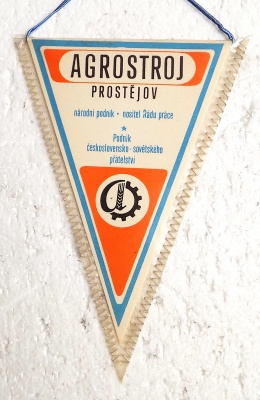 AGROSTROJ
PROSTĚJOV
národní podnik • nositel Řádu práce
★
Podnik
československo-sovětského
přátelství